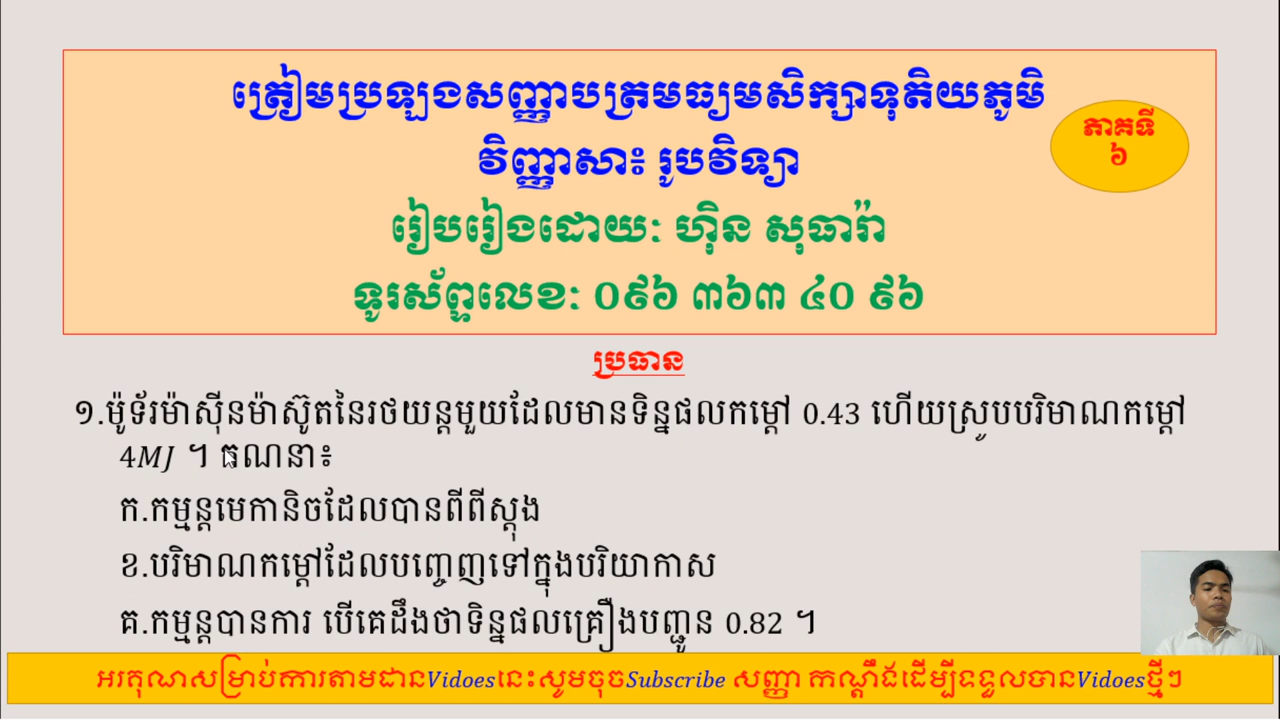 ត្រៀមប្រឡងសញ្ញាបត្រមធ្យមសិក្សាទុតិយភូមិ
វិញ្ញាសា៖ រូបវិទ្យា
ភាគទី
៦
រៀបរៀងដោយ: ហ៊ិន សុធារ៉ា
ទូរស័ព្ទលេខ: 0៩៦ ៣៦៣ ៤0 ៩៦
ប្រធាន
១.ម៉ូទ័រម៉ាស៊ីនម៉ាស៊ូតនៃរថយន្តមួយដែលមានទិន្នផលកម្ដៅ 0.43 ហើយស្រូបបរិមាណកម្ដៅ
4MJ ។ គណនា៖
ក.កម្មន្តមេកានិចដែលបានពីពីស្តុង
ខ.បរិមាណកម្ដៅដែលបញ្ចេញទៅក្នុងបរិយាកាស
គ.កម្មន្តបានការ បើគេដឹងថាទិន្នផលគ្រឿងបញ្ជូន 0.82 ។
អរគុណសម្រាប់ការតាមដានVidoesនេះសូមចុចSubscribe សញ្ញា កណ្ដឹងដើម្បីទទួលបានVidoesថ្មីៗ